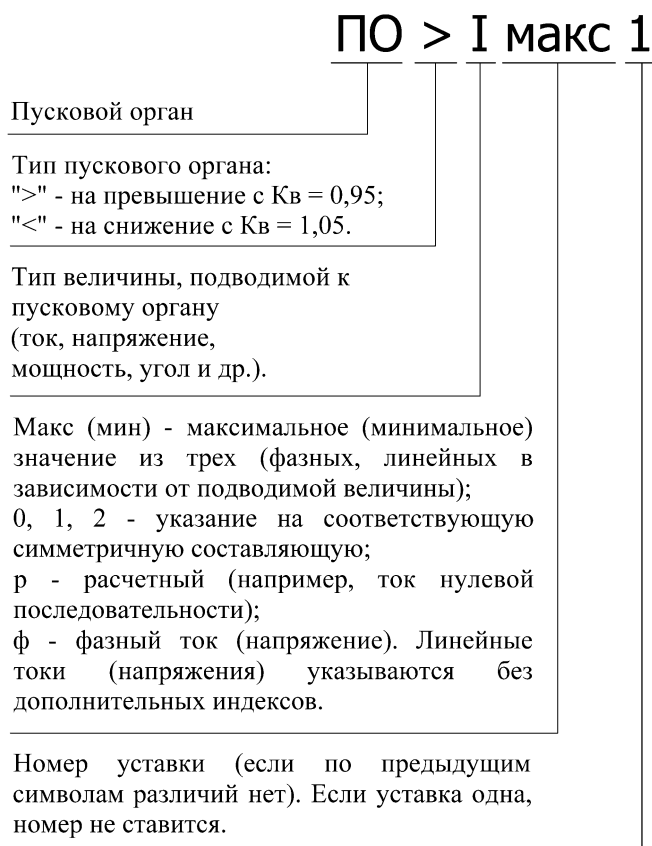 ПО > I макс 1
Пусковой орган
Тип пускового органа:
">" - на превышение с Кв = 0,95;
"<" - на снижение с Кв = 1,05.
Тип величины, подводимой к
пусковому органу
(ток, напряжение,
мощность, угол и др.).
Макс (мин) - максимальное (минимальное)
значение из трех (фазных, линейных в
зависимости от подводимой величины);
0, 1, 2 - указание на соответствующую
симметричную составляющую;
р - расчетный (например, ток нулевой
последовательности);
ф - фазный ток (напряжение). Линейные
токи (напряжения) указываются без
дополнительных индексов.
Номер уставки (если по предыдущим
символам различий нет). Если уставка одна,
номер не ставится.